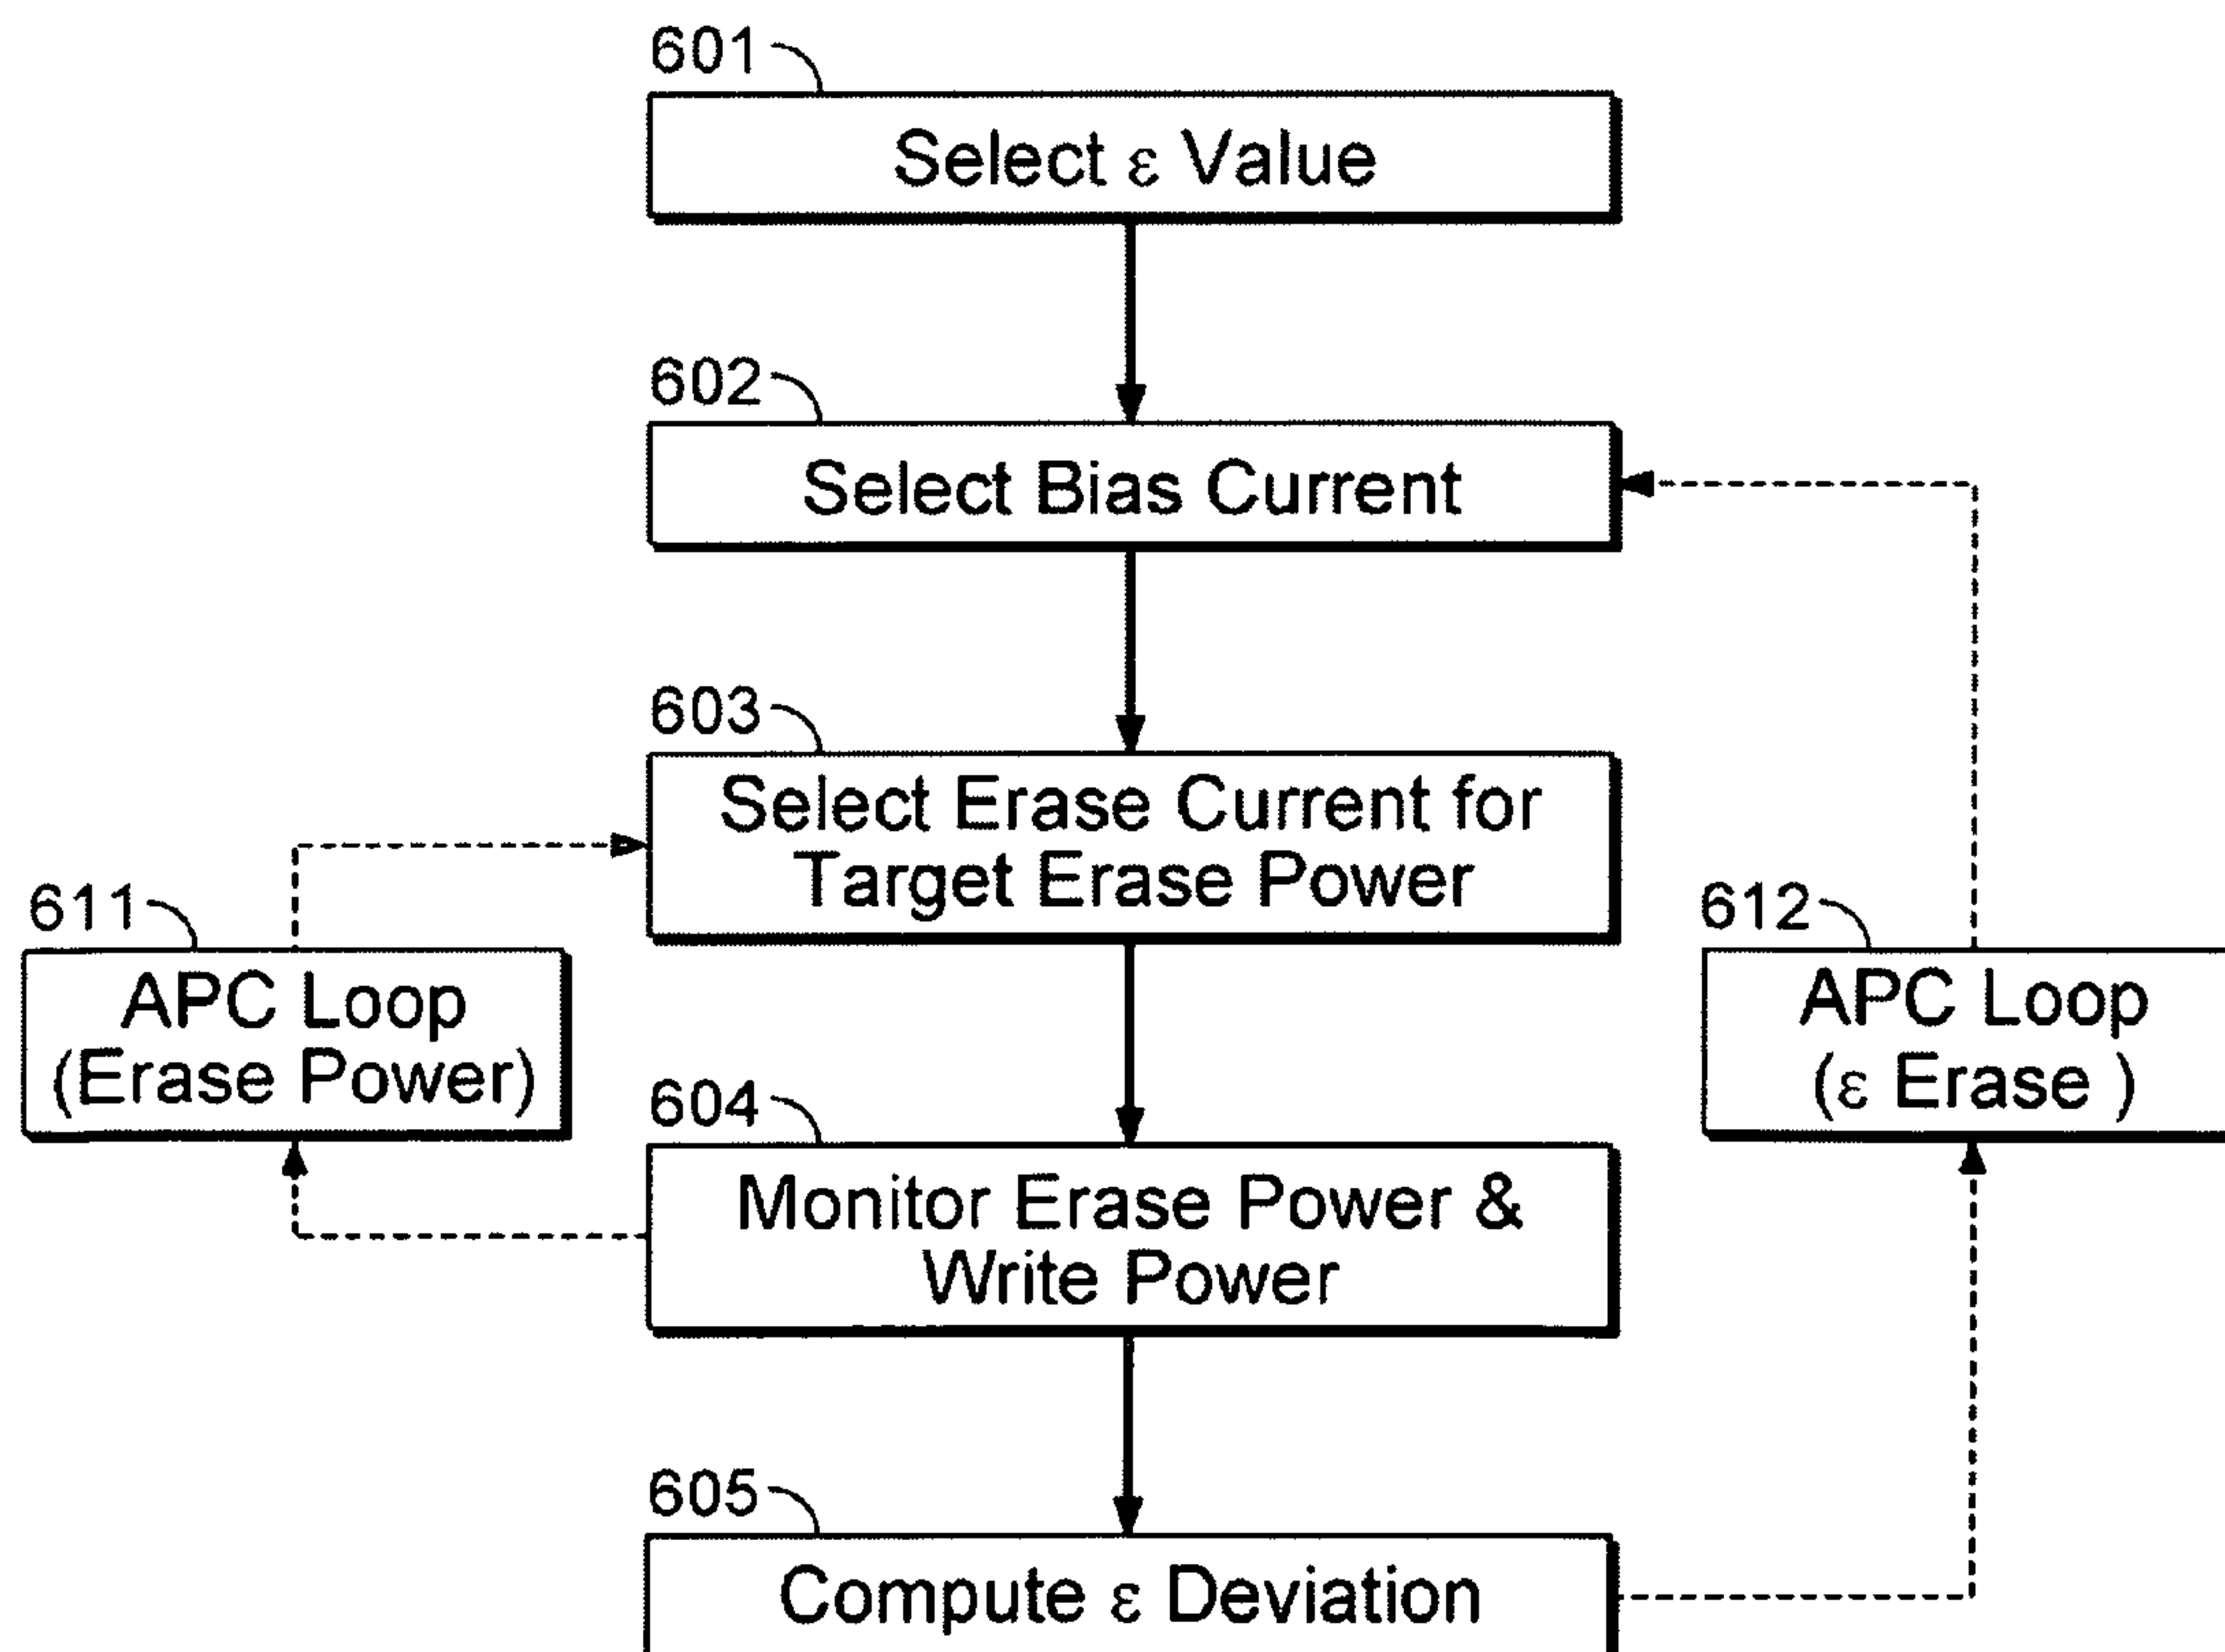 601
Select ε Value
602
Select Bias Current
603
Select Erase Current for
Target Erase Power
611
APC Loop
(Erase Power)
612
APC Loop
(ε Erase )
604
Monitor Erase Power &
Write Power
605
Compute ε Deviation